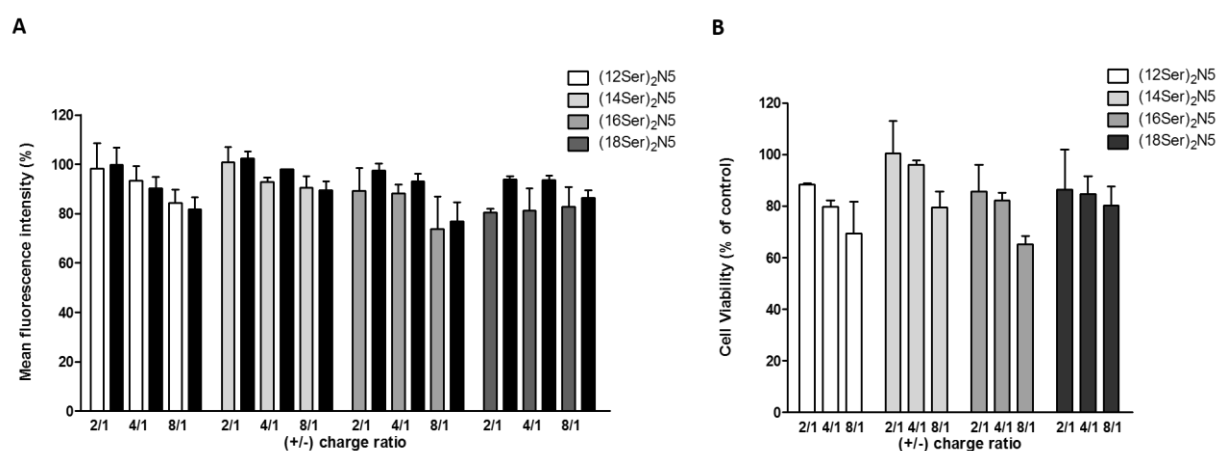 A
Mean fluorescence intensity (%)
120
100
80
60
40
20
0
(12Ser)₂N5
(14Ser)₂N5
(16Ser)₂N5
(18Ser)₂N5
2/1 4/1 8/1 2/1 4/1 8/1 2/1 4/1 8/1 2/1 4/1 8/1
(+/-) charge ratio
B
Cell Viability (% of control)
120
100
80
60
40
20
0
(12Ser)₂N5
(14Ser)₂N5
(16Ser)₂N5
(18Ser)₂N5
2/1 4/1 8/1 2/1 4/1 8/1 2/1 4/1 8/1 2/1 4/1 8/1
(+/-) charge ratio